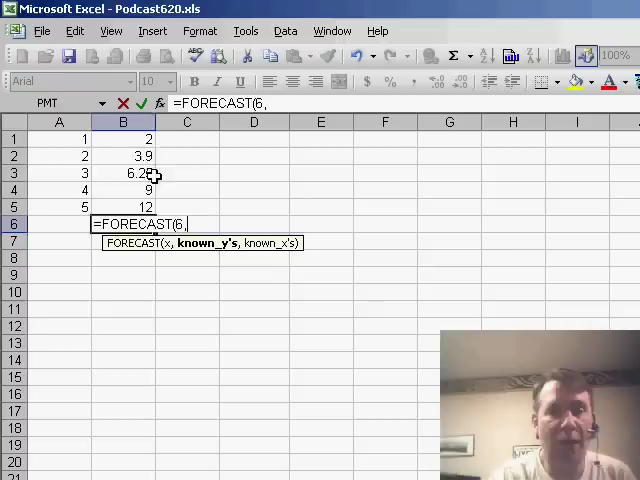 Microsoft Excel - Podcast620.xls
File Edit View Insert Format Tools Data Window Help
Σ 100%
Arial 10 B I U $ %
PMT fx =FORECAST(6,
A B C D E F G H I
1 1 2
2 2 3.9
3 3
4 4 9
5 5 12
6 =FORECAST(6,
7 FORECAST(x, known_y's, known_x's)
8
9
10
11
12
13
14
15
16
17
18
19
20